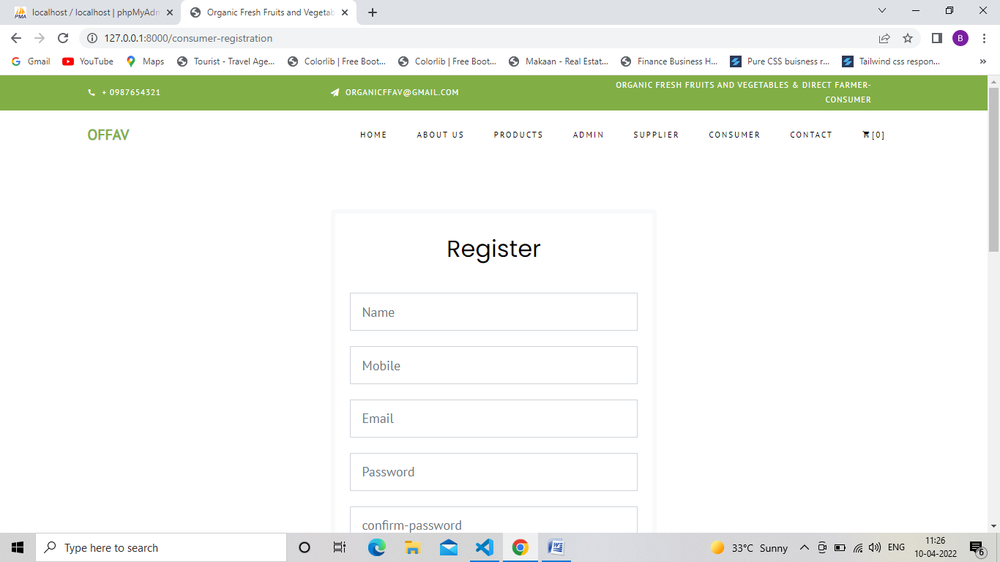 localhost / localhost | phpMyAdm
Organic Fresh Fruits and Vegetab
127.0.0.1:8000/consumer-registration
B
Gmail
YouTube
Maps
Tourist - Travel Age...
Colorlib | Free Boot...
Colorlib | Free Boot...
Makaan - Real Estat...
Finance Business H...
Pure CSS buisness r...
Tailwind css respon...
»
+ 0987654321
ORGANICFFAV@GMAIL.COM
ORGANIC FRESH FRUITS AND VEGETABLES & DIRECT FARMER-
CONSUMER
OFFAV
HOME
ABOUT US
PRODUCTS
ADMIN
SUPPLIER
CONSUMER
CONTACT
[0]
Register
Name
Mobile
Email
Password
confirm-password
Type here to search
33°C Sunny
ENG
11:26
10-04-2022
6